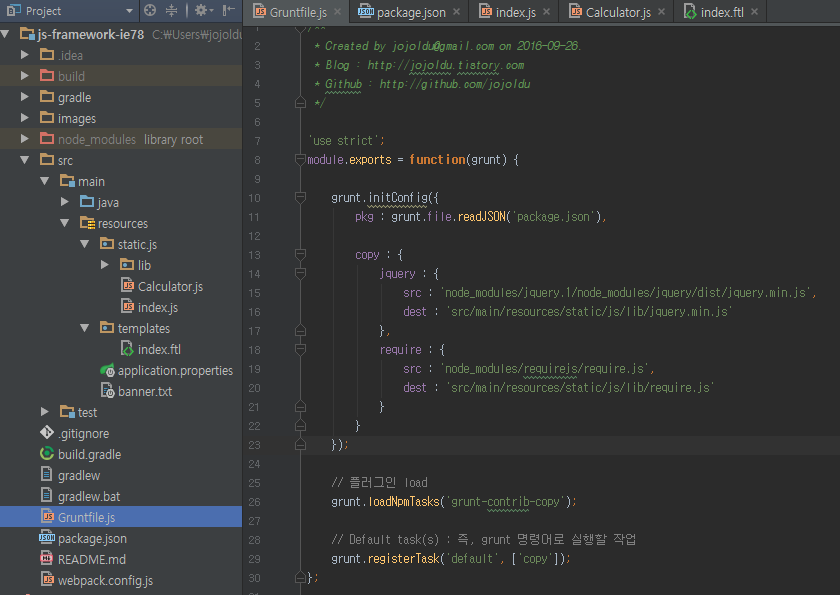 Project
Gruntfile.js
package.json
index.js
Calculator.js
index.ftl
js-framework-ie78 C:₩Users₩jojoldu
.idea
build
gradle
images
node_modules library root
src
main
java
resources
static.js
lib
Calculator.js
index.js
templates
index.ftl
application.properties
banner.txt
test
.gitignore
build.gradle
gradlew
gradlew.bat
Gruntfile.js
package.json
README.md
webpack.config.js
1 /**
2 * Created by jojoldu@gmail.com on 2016-09-26.
3 * Blog : http://jojoldu.tiatory.com
4 * Github : http://github.com/jojoldu
5 */
6
7 'use strict';
8 module.exports = function(grunt) {
9
10 grunt.initConfig({
11 pkg : grunt.file.readJSON('package.json'),
12
13 copy : {
14 jquery : {
15 src : 'node_modules/jquery.1/node_modules/jquery/dist/jquery.min.js',
16 dest : 'src/main/resources/static/js/lib/jquery.min.js'
17 },
18 require : {
19 src : 'node_modules/requirejs/require.js',
20 dest : 'src/main/resources/static/js/lib/require.js'
21 }
22 }
23 });
24
25 // 플러그인 load
26 grunt.loadNpmTasks('grunt-contrib-copy');
27
28 // Default task(s) : 즉, grunt 명령어로 실행할 작업
29 grunt.registerTask('default', ['copy']);
30 };